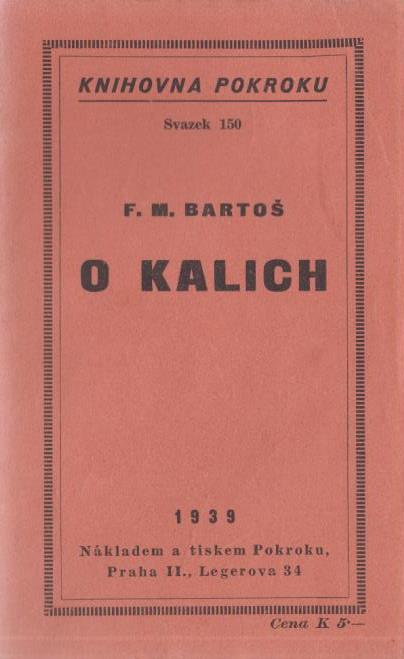 KNIHOVNA POKROKU
Svazek 150
F. M. BARTOŠ
O KALICH
1939
Nákladem a tiskem Pokroku,
Praha II., Legerova 34
Cena K 5·—